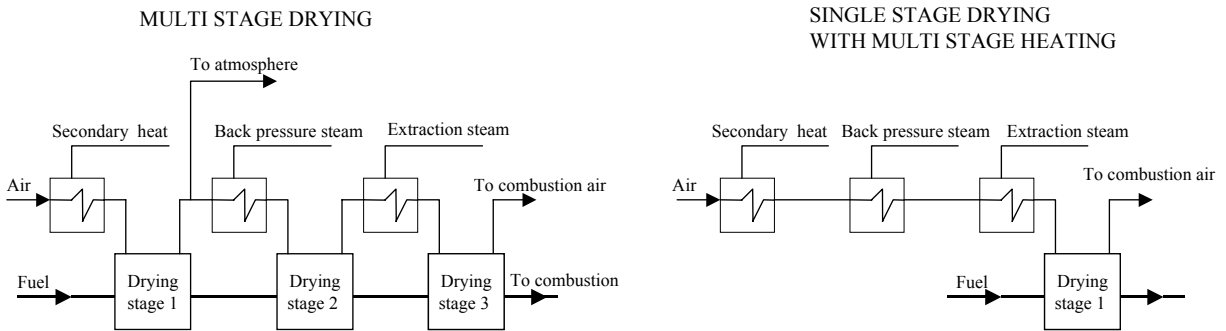 MULTI STAGE DRYING
To atmosphere
Secondary heat
Back pressure steam
Extraction steam
Air
To combustion air
Fuel
Drying
stage 1
Drying
stage 2
Drying
stage 3
To combustion
SINGLE STAGE DRYING
WITH MULTI STAGE HEATING
Secondary heat
Back pressure steam
Extraction steam
Air
To combustion air
Fuel
Drying
stage 1